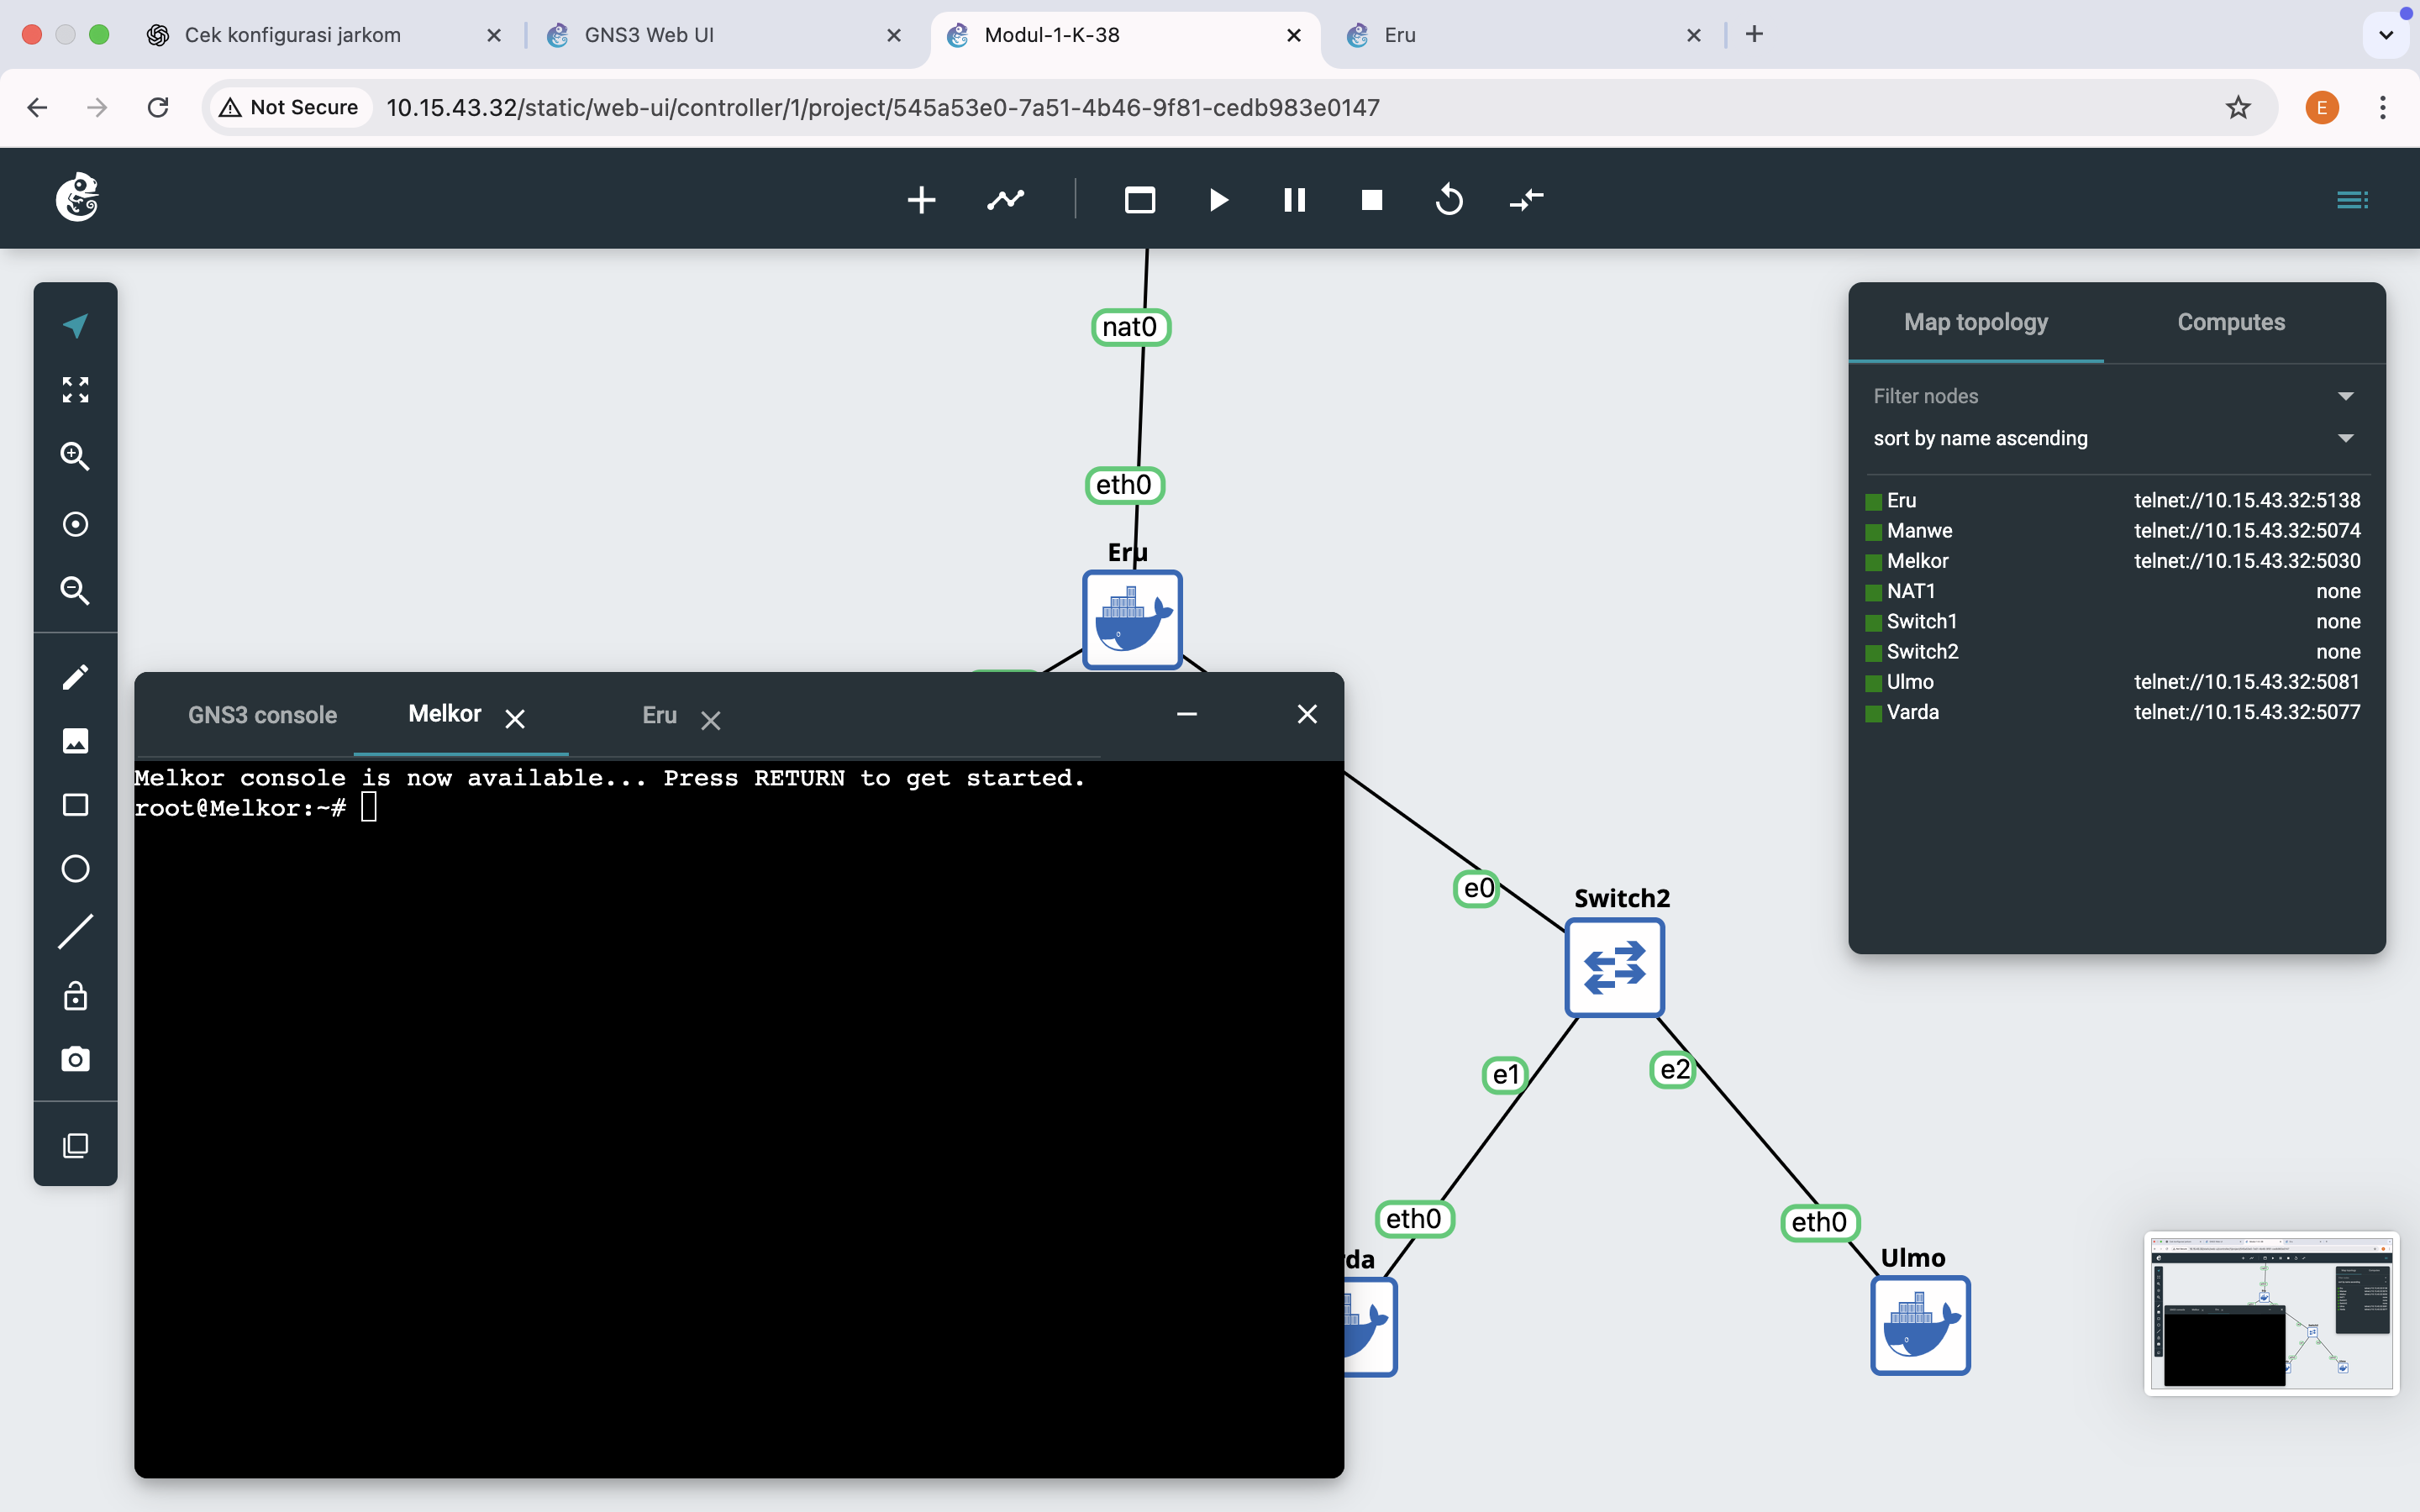 Cek konfigurasi jarkom
GNS3 Web UI
Modul-1-K-38
Eru
Not Secure
10.15.43.32/static/web-ui/controller/1/project/545a53e0-7a51-4b46-9f81-cedb983e0147
E
nat0
eth0
Eru
Map topology
Computes
Filter nodes
sort by name ascending
Eru telnet://10.15.43.32:5138
Manwe telnet://10.15.43.32:5074
Melkor telnet://10.15.43.32:5030
NAT1 none
Switch1 none
Switch2 none
Ulmo telnet://10.15.43.32:5081
Varda telnet://10.15.43.32:5077
GNS3 console
Melkor
Eru
Melkor console is now available... Press RETURN to get started.
root@Melkor:~#
e0
Switch2
e1
e2
eth0
eth0
rda
Ulmo